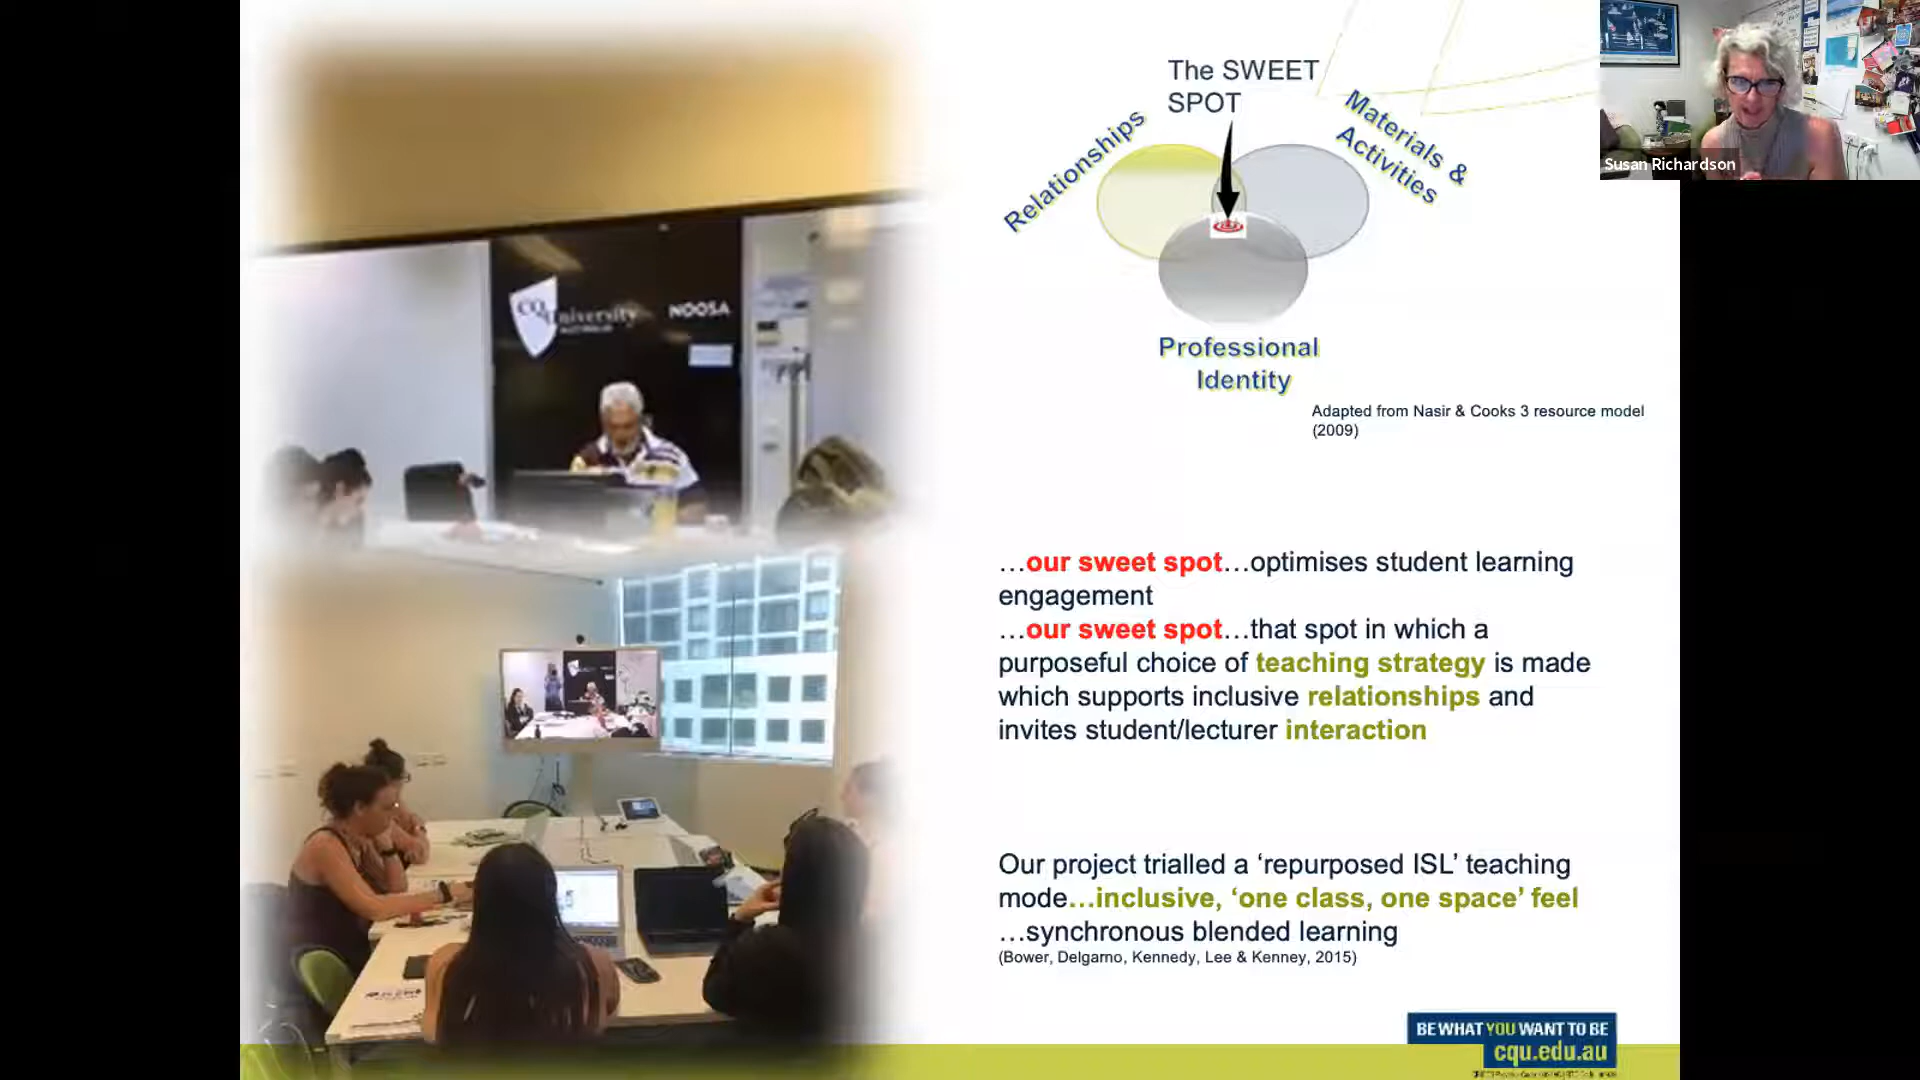 The SWEET
SPOT
Relationships
Materials &
Activities
Professional
Identity
Adapted from Nasir & Cooks 3 resource model
(2009)
Susan Richardson
CQUniversity
AUSTRALIA
NOOSA
…our sweet spot…optimises student learning
engagement
…our sweet spot…that spot in which a
purposeful choice of teaching strategy is made
which supports inclusive relationships and
invites student/lecturer interaction
Our project trialled a ‘repurposed ISL’ teaching
mode…inclusive, ‘one class, one space’ feel
…synchronous blended learning
(Bower, Delgarno, Kennedy, Lee & Kenney, 2015)
BE WHAT YOU WANT TO BE
cqu.edu.au